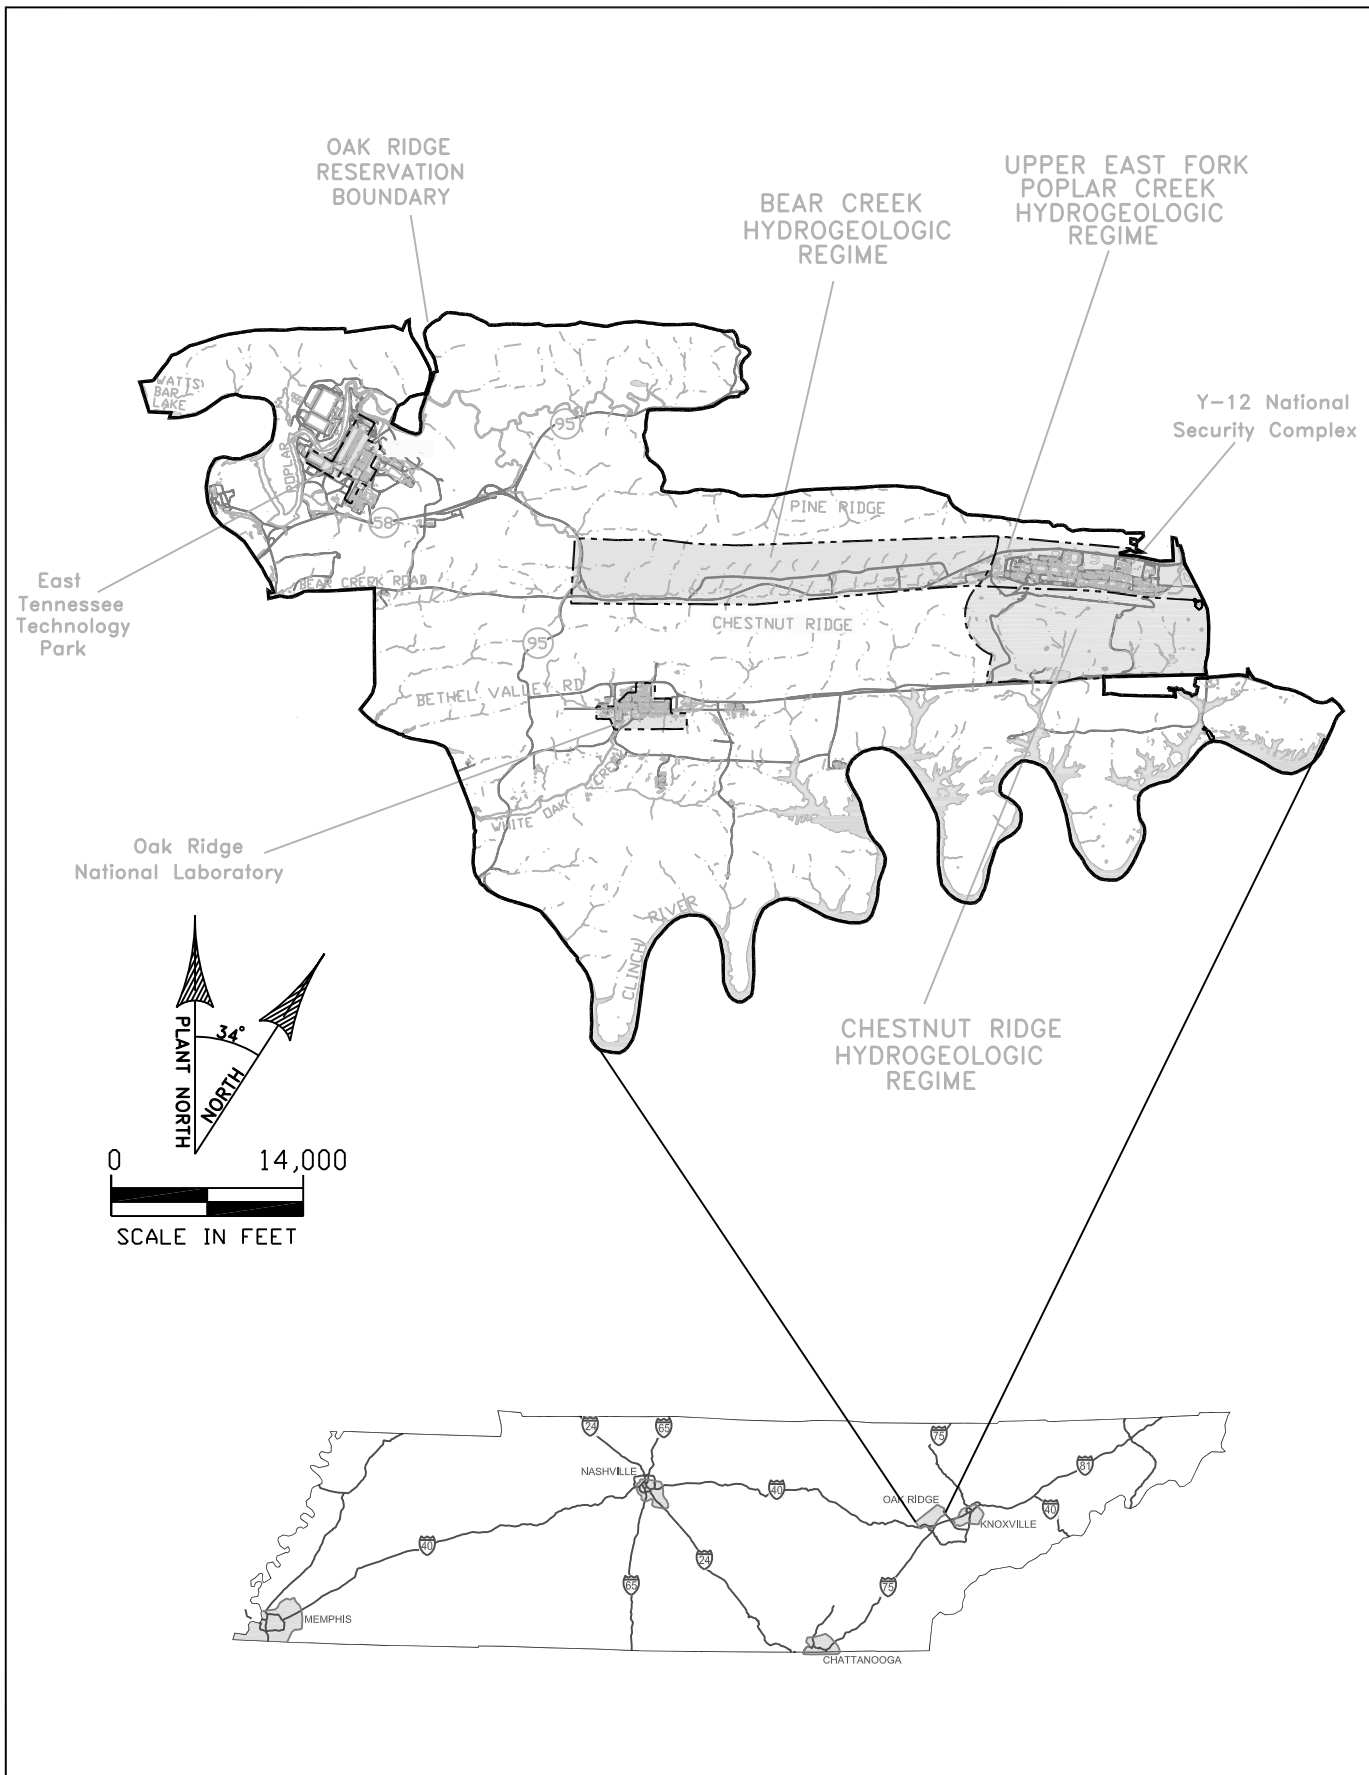 OAK RIDGE
RESERVATION
BOUNDARY
BEAR CREEK
HYDROGEOLOGIC
REGIME
UPPER EAST FORK
POPLAR CREEK
HYDROGEOLOGIC
REGIME
Y-12 National
Security Complex
WATTS
BAR
LAKE
POPLAR
95
58
PINE RIDGE
East
Tennessee
Technology
Park
BEAR CREEK ROAD
CHESTNUT RIDGE
95
BETHEL VALLEY RD
WHITE OAK CREEK
Oak Ridge
National Laboratory
CLINCH RIVER
CHESTNUT RIDGE
HYDROGEOLOGIC
REGIME
34°
PLANT NORTH
NORTH
0 14,000
SCALE IN FEET
24
65
75
81
NASHVILLE
40
OAK RIDGE
40
KNOXVILLE
40
24
65
75
MEMPHIS
CHATTANOOGA